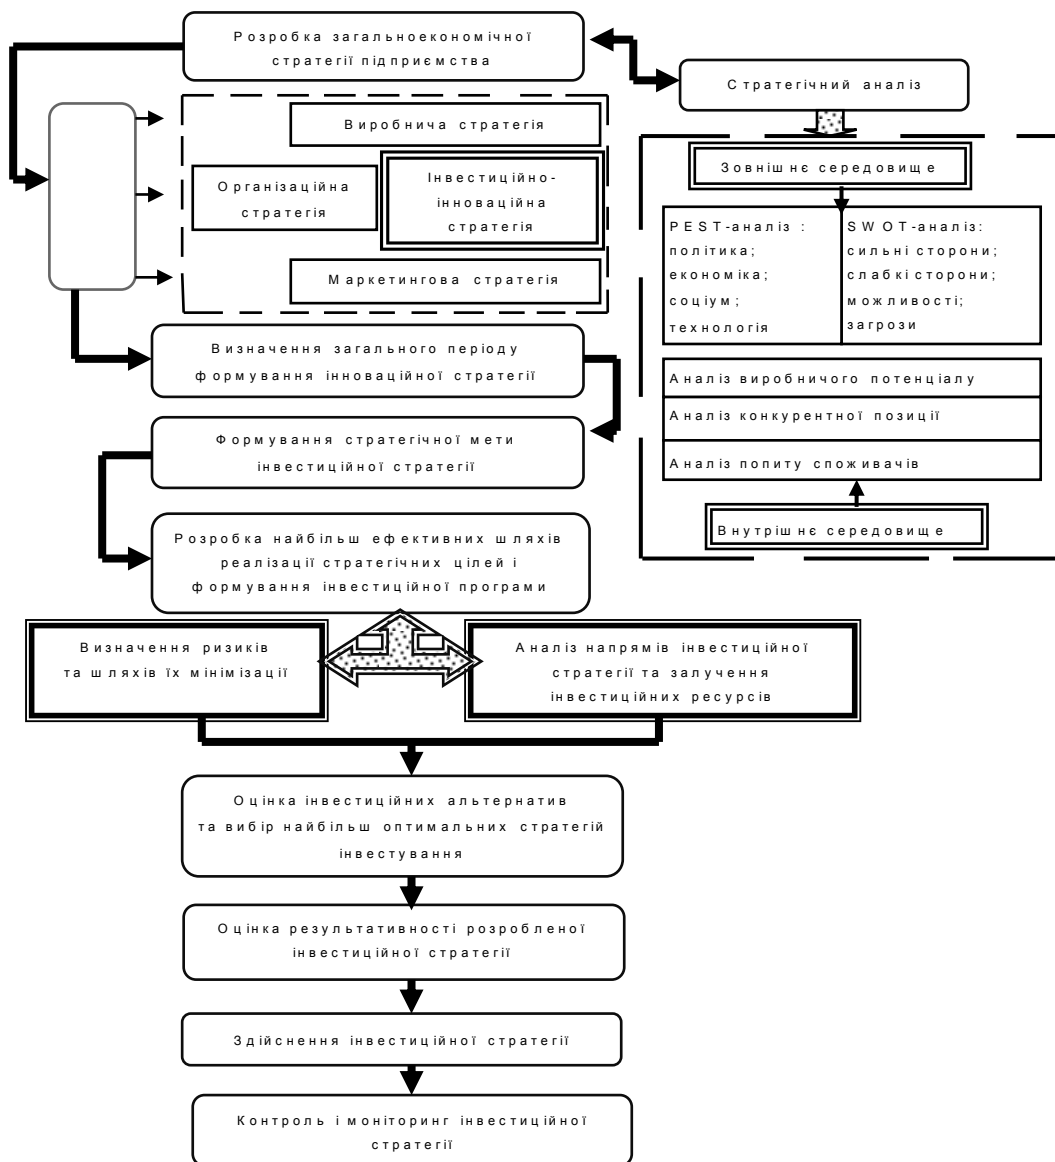 Розробка загальноекономічної
стратегії підприємства
Стратегічний аналіз
Виробнича стратегія
Організаційна
стратегія
Інвестиційно-
інноваційна
стратегія
Маркетингова стратегія
Зовнішнє середовище
PEST-аналіз :
політика;
економіка;
соціум;
технологія
SWOT-аналіз:
сильні сторони;
слабкі сторони;
можливості;
загрози
Аналіз виробничого потенціалу
Аналіз конкурентної позиції
Аналіз попиту споживачів
Внутрішнє середовище
Визначення загального періоду
формування інноваційної стратегії
Формування стратегічної мети
інвестиційної стратегії
Розробка найбільш ефективних шляхів
реалізації стратегічних цілей і
формування інвестиційної програми
Визначення ризиків
та шляхів їх мінімізації
Аналіз напрямів інвестиційної
стратегії та залучення
інвестиційних ресурсів
Оцінка інвестиційних альтернатив
та вибір найбільш оптимальних стратегій
інвестування
Оцінка результативності розробленої
інвестиційної стратегії
Здійснення інвестиційної стратегії
Контроль і моніторинг інвестиційної
стратегії